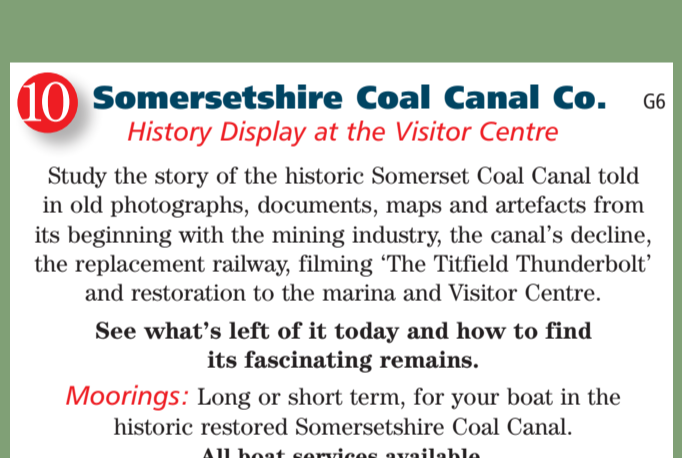 10 Somersetshire Coal Canal Co. G6
History Display at the Visitor Centre
Study the story of the historic Somerset Coal Canal told
in old photographs, documents, maps and artefacts from
its beginning with the mining industry, the canal’s decline,
the replacement railway, filming ‘The Titfield Thunderbolt’
and restoration to the marina and Visitor Centre.
See what’s left of it today and how to find
its fascinating remains.
Moorings: Long or short term, for your boat in the
historic restored Somersetshire Coal Canal.
All boat services available